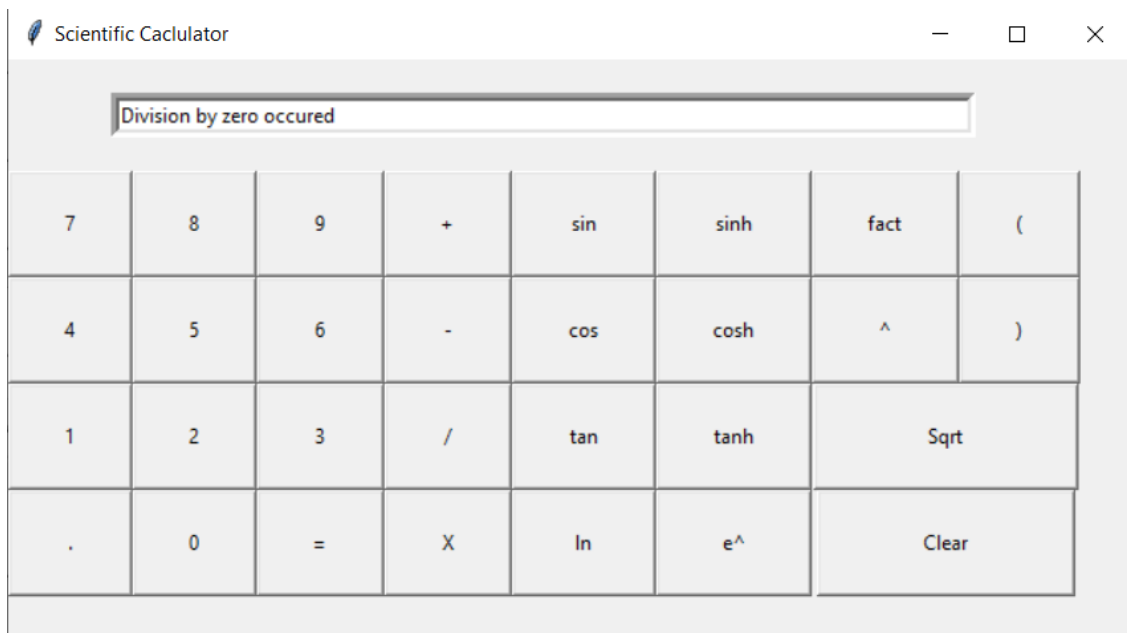 Scientific Caclulator
Division by zero occured
7 8 9 + sin sinh fact (
4 5 6 - cos cosh ^ )
1 2 3 / tan tanh Sqrt
. 0 = X ln e^ Clear